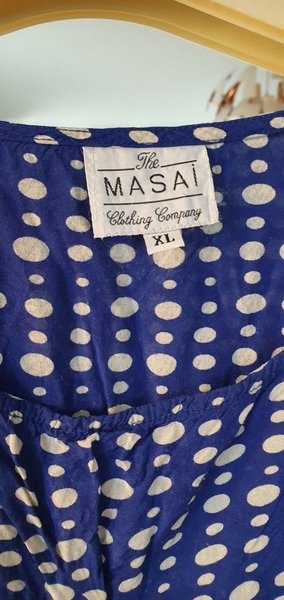 The
MASAI
Clothing Company
XL